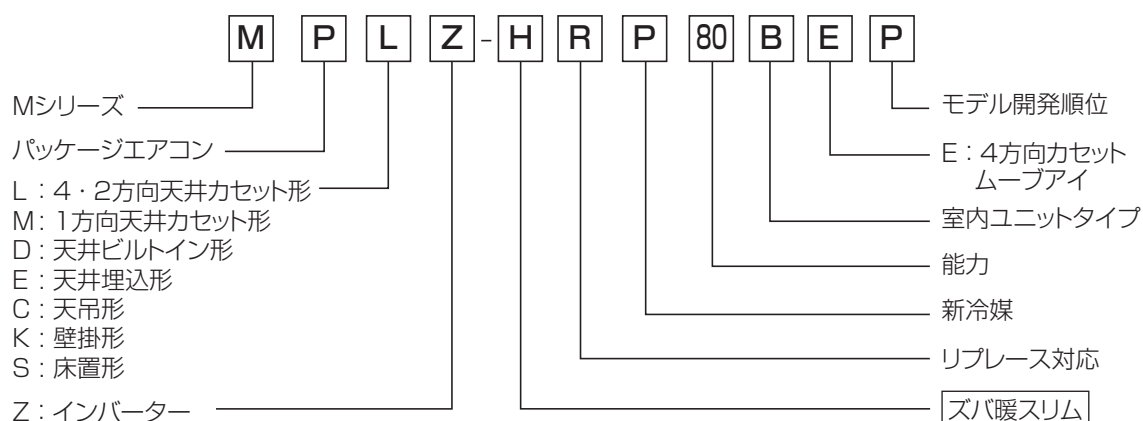 M P L Z - H R P 80 B E P
Mシリーズ
パッケージエアコン
L：4・2方向天井カセット形
M：1方向天井カセット形
D：天井ビルトイン形
E：天井埋込形
C：天吊形
K：壁掛形
S：床置形
Z：インバーター
モデル開発順位
E：4方向カセット
ムーブアイ
室内ユニットタイプ
能力
新冷媒
リプレース対応
ズバ暖スリム